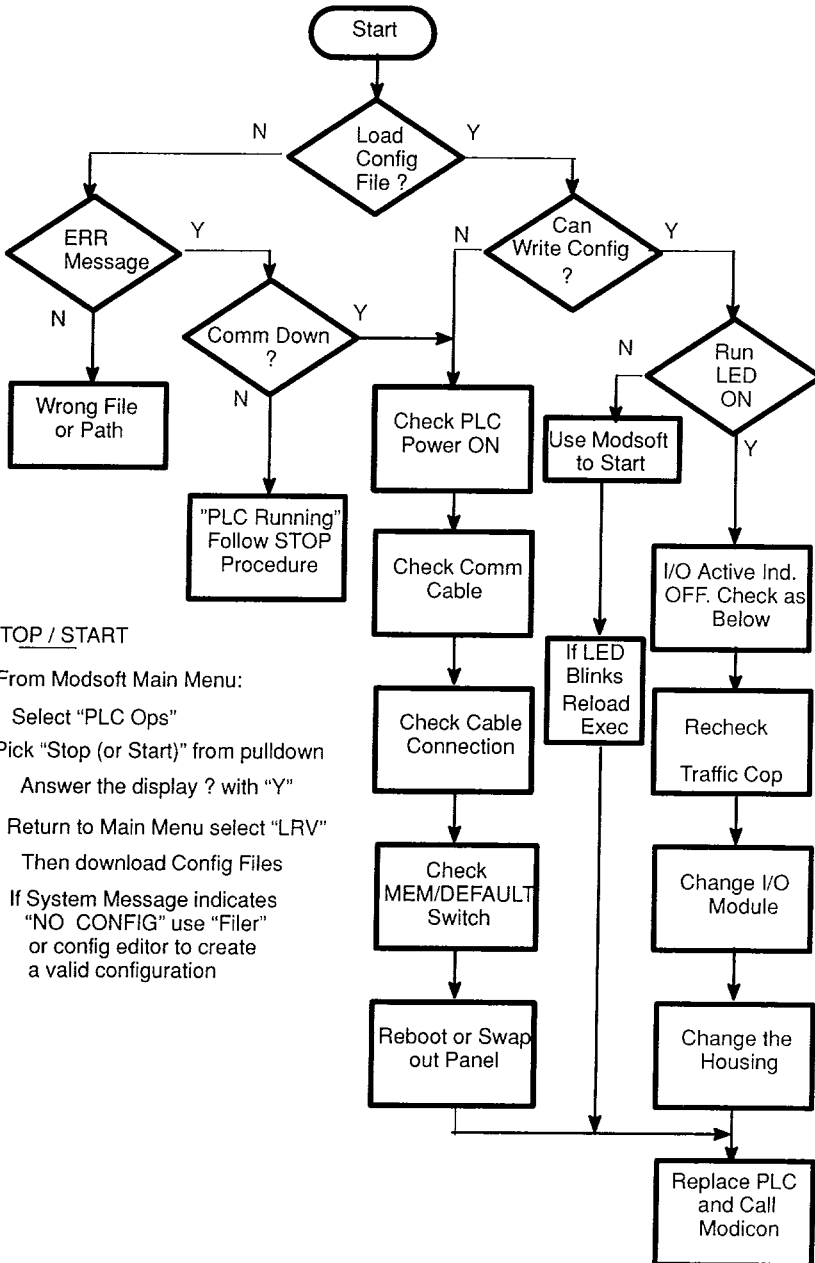 Start
N
Load
Config
File ?
Y
ERR
Message
Y
N
Can
Write Config
?
Y
N
Comm Down
?
Y
N
Run
LED
ON
N
Y
Wrong File
or Path
Check PLC
Power ON
Use Modsoft
to Start
"PLC Running"
Follow STOP
Procedure
Check Comm
Cable
I/O Active Ind.
OFF. Check as
Below
TOP / START
From Modsoft Main Menu:
Select “PLC Ops”
Pick “Stop (or Start)” from pulldown
Answer the display ? with “Y”
Return to Main Menu select “LRV”
Then download Config Files
If System Message indicates
“NO CONFIG” use “Filer”
or config editor to create
a valid configuration
If LED
Blinks
Reload
Exec
Check Cable
Connection
Recheck
Traffic Cop
Check
MEM/DEFAULT
Switch
Change I/O
Module
Reboot or Swap
out Panel
Change the
Housing
Replace PLC
and Call
Modicon